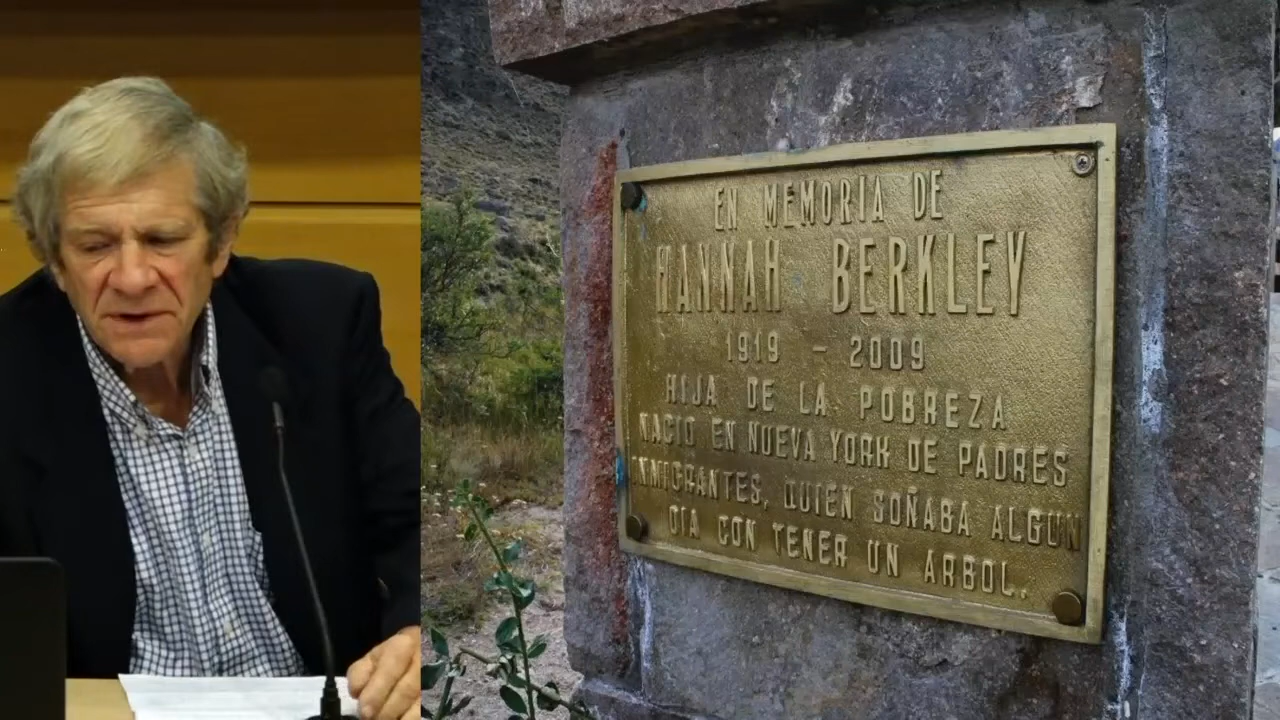 EN MEMORIA DE
HANNAH BERKLEY
1919 - 2009
HIJA DE LA POBREZA
NACIO EN NUEVA YORK DE PADRES
INMIGRANTES, QUIEN SOÑABA ALGUN
DIA CON TENER UN ARBOL.